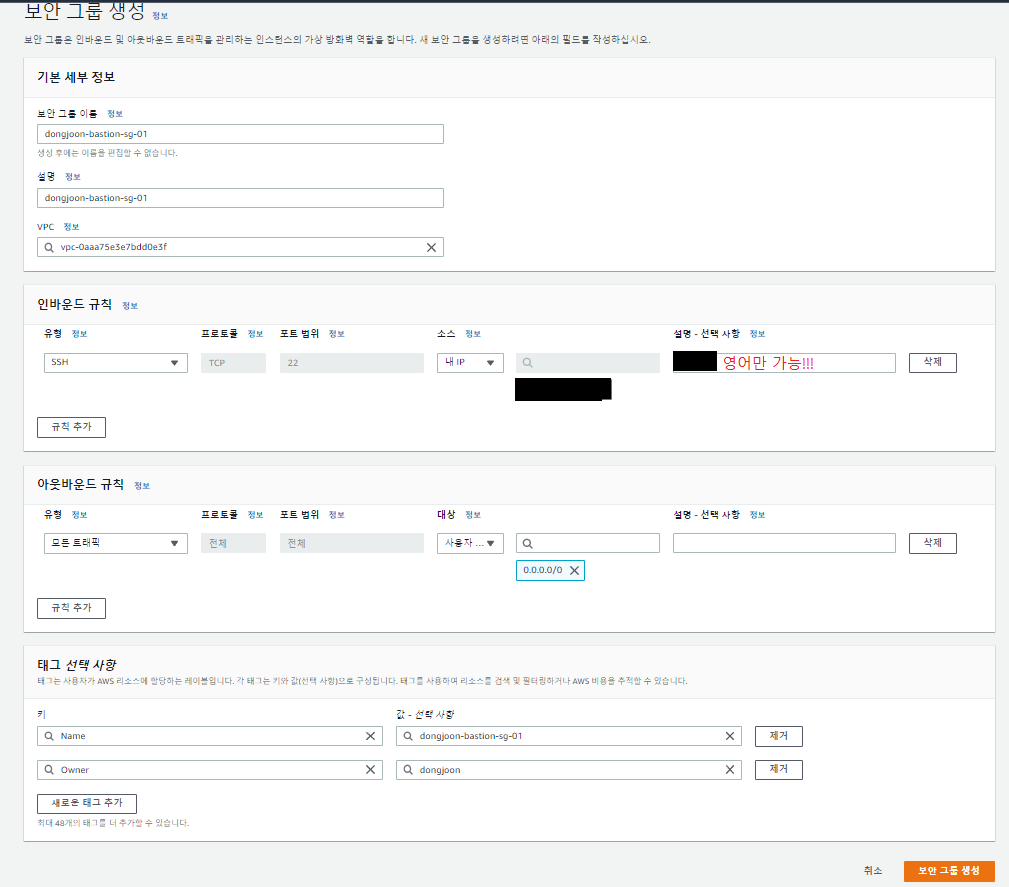 보안 그룹 생성 정보
보안 그룹은 인바운드 및 아웃바운드 트래픽을 관리하는 인스턴스의 가상 방화벽 역할을 합니다. 새 보안 그룹을 생성하려면 아래의 필드를 작성하십시오.
기본 세부 정보
보안 그룹 이름 정보
dongjoon-bastion-sg-01
생성 후에는 이름을 편집할 수 없습니다.
설명 정보
dongjoon-bastion-sg-01
VPC 정보
vpc-0aaa75e3e7bdd0e3f
인바운드 규칙 정보
유형 정보 프로토콜 정보 포트 범위 정보 소스 정보 설명 - 선택 사항 정보
SSH TCP 22 내 IP 영어만 가능!!! 삭제
규칙 추가
아웃바운드 규칙 정보
유형 정보 프로토콜 정보 포트 범위 정보 대상 정보 설명 - 선택 사항 정보
모든 트래픽 전체 전체 사용자 ... 삭제
0.0.0.0/0
규칙 추가
태그 선택 사항
태그는 사용자가 AWS 리소스에 할당하는 레이블입니다. 각 태그는 키와 값(선택 사항)으로 구성됩니다. 태그를 사용하여 리소스를 검색 및 필터링하거나 AWS 비용을 추적할 수 있습니다.
키 값 - 선택 사항
Name dongjoon-bastion-sg-01 제거
Owner dongjoon 제거
새로운 태그 추가
최대 48개의 태그를 더 추가할 수 있습니다.
취소 보안 그룹 생성